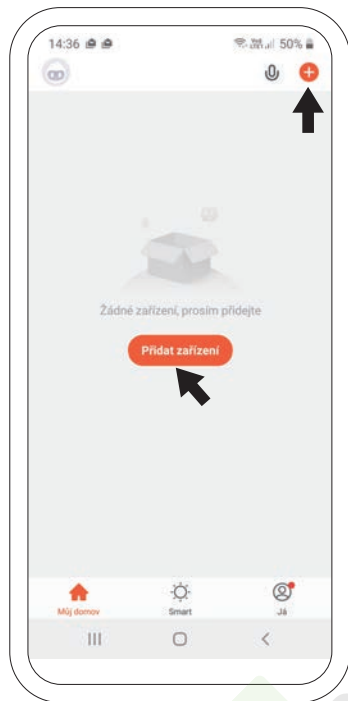 14:36
50%
Žádné zařízení, prosím přidejte
Přidat zařízení
Můj domov
Smart
Já